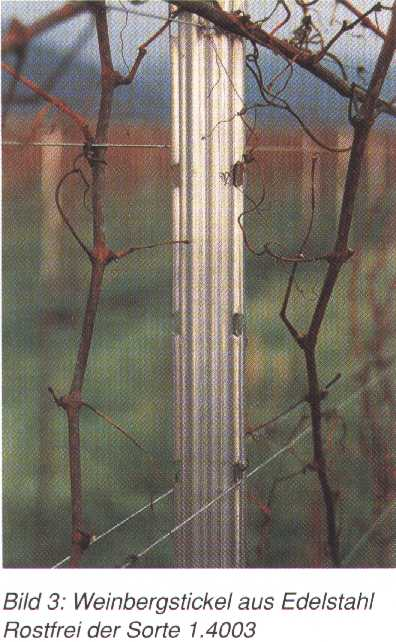 Bild 3: Weinbergstickel aus Edelstahl
Rostfrei der Sorte 1.4003